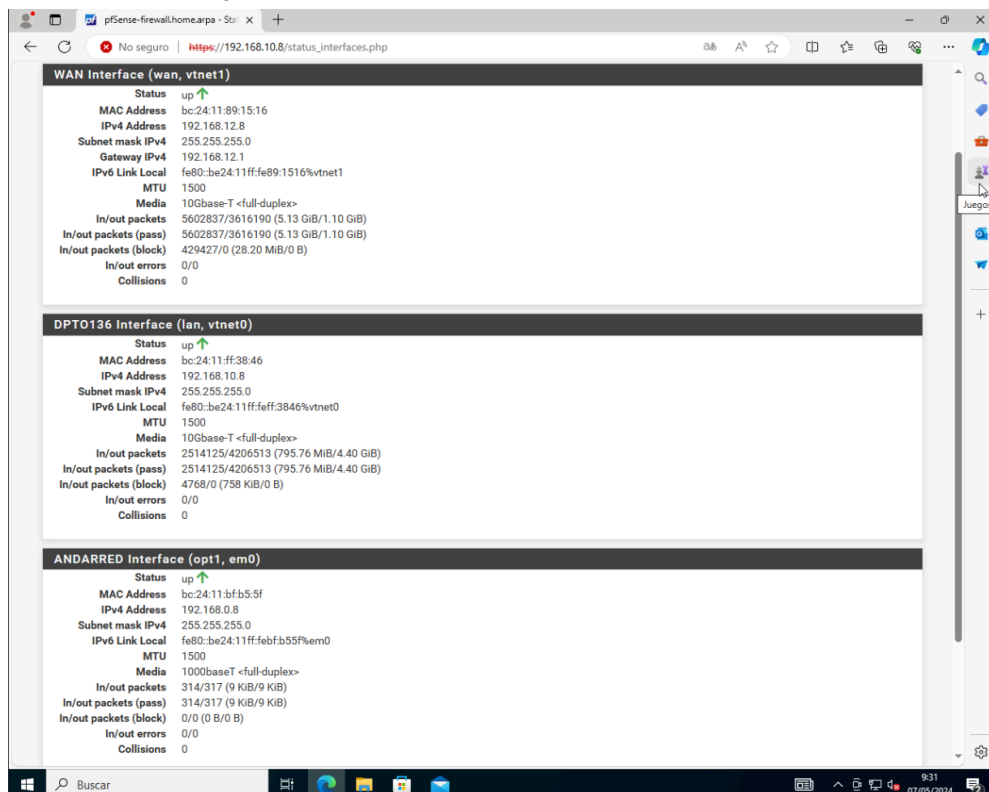 pfSense-firewall.home.arpa - Sta
No seguro
https://192.168.10.8/status_interfaces.php
WAN Interface (wan, vtnet1)
Status up
MAC Address bc:24:11:89:15:16
IPv4 Address 192.168.12.8
Subnet mask IPv4 255.255.255.0
Gateway IPv4 192.168.12.1
IPv6 Link Local fe80::be24:11ff:fe89:1516%vtnet1
MTU 1500
Media 10Gbase-T <full-duplex>
In/out packets 5602837/3616190 (5.13 GiB/1.10 GiB)
In/out packets (pass) 5602837/3616190 (5.13 GiB/1.10 GiB)
In/out packets (block) 429427/0 (28.20 MiB/0 B)
In/out errors 0/0
Collisions 0
Juegos
DPTO136 Interface (lan, vtnet0)
Status up
MAC Address bc:24:11:ff:38:46
IPv4 Address 192.168.10.8
Subnet mask IPv4 255.255.255.0
IPv6 Link Local fe80::be24:11ff:feff:3846%vtnet0
MTU 1500
Media 10Gbase-T <full-duplex>
In/out packets 2514125/4206513 (795.76 MiB/4.40 GiB)
In/out packets (pass) 2514125/4206513 (795.76 MiB/4.40 GiB)
In/out packets (block) 4768/0 (758 KiB/0 B)
In/out errors 0/0
Collisions 0
ANDARRED Interface (opt1, em0)
Status up
MAC Address bc:24:11:bf:b5:5f
IPv4 Address 192.168.0.8
Subnet mask IPv4 255.255.255.0
IPv6 Link Local fe80::be24:11ff:febf:b55f%em0
MTU 1500
Media 1000baseT <full-duplex>
In/out packets 314/317 (9 KiB/9 KiB)
In/out packets (pass) 314/317 (9 KiB/9 KiB)
In/out packets (block) 0/0 (0 B/0 B)
In/out errors 0/0
Collisions 0
Buscar
9:31
07/05/2024